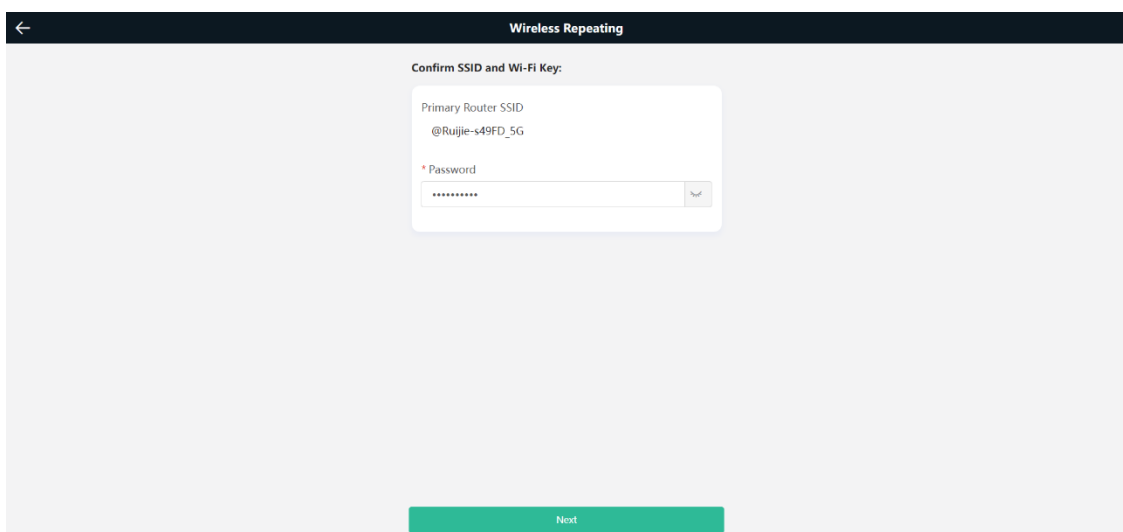 Wireless Repeating
Confirm SSID and Wi-Fi Key:
Primary Router SSID
@Ruijie-s49FD_5G
* Password
••••••••••
Next